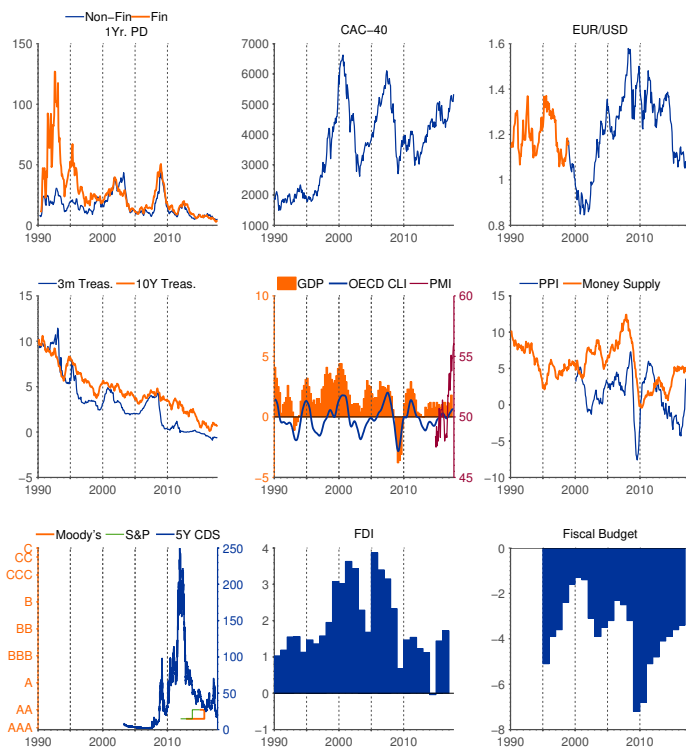 Non−Fin Fin
1Yr. PD
150
100
50
0
1990 2000 2010
CAC−40
7000
6000
5000
4000
3000
2000
1000
1990 2000 2010
EUR/USD
1.6
1.4
1.2
1
0.8
1990 2000 2010
3m Treas. 10Y Treas.
15
10
5
0
−5
1990 2000 2010
GDP OECD CLI PMI
10
5
0
−5
60
55
50
45
1990 2000 2010
PPI Money Supply
15
10
5
0
−5
−10
1990 2000 2010
Moody's S&P 5Y CDS
C
CC
CCC
B
BB
BBB
A
AA
AAA
250
200
150
100
50
0
1990 2000 2010
FDI
4
3
2
1
0
−1
1990 2000 2010
Fiscal Budget
0
−2
−4
−6
−8
1990 2000 2010